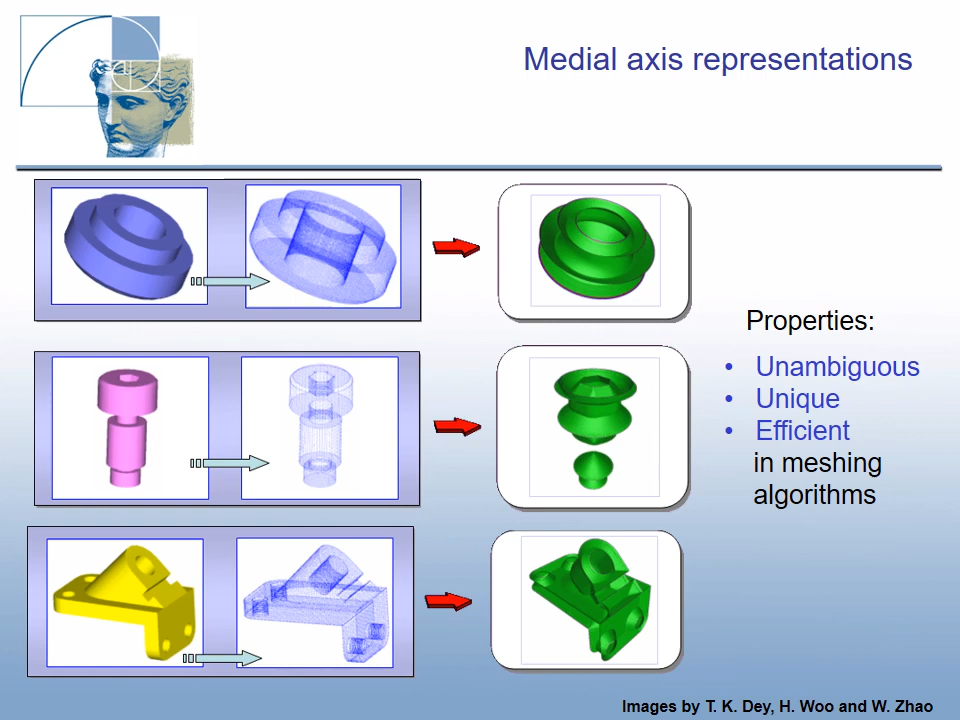 Medial axis representations
Properties:
• Unambiguous
• Unique
• Efficient
in meshing
algorithms
Images by T. K. Dey, H. Woo and W. Zhao